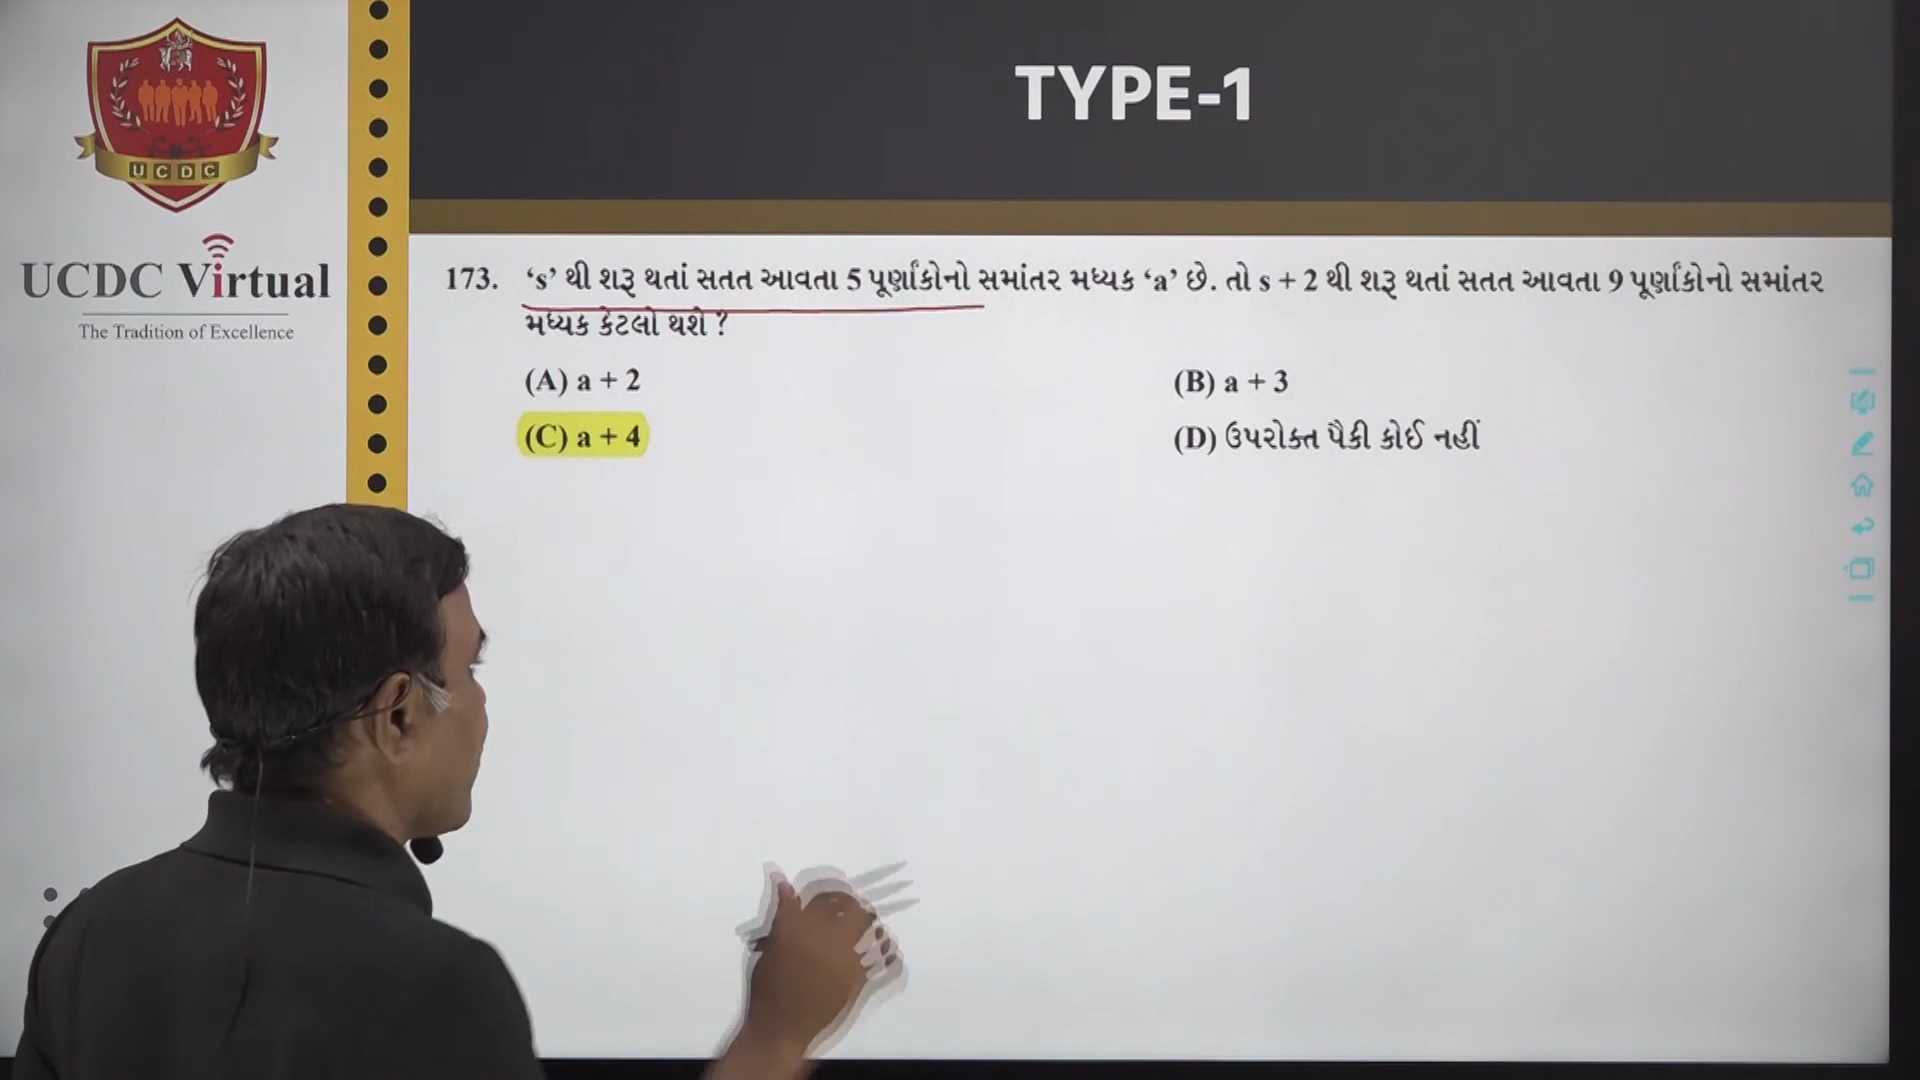 UCDC
UCDC Virtual
The Tradition of Excellence
TYPE-1
173. ‘s’ થી શરૂ થતાં સતત આવતા 5 પૂર્ણાંકોનો સમાંતર મધ્યક ‘a’ છે. તો s + 2 થી શરૂ થતાં સતત આવતા 9 પૂર્ણાંકોનો સમાંતર
મધ્યક કેટલો થશે ?
(A) a + 2
(B) a + 3
(C) a + 4
(D) ઉપરોક્ત પૈકી કોઈ નહીં